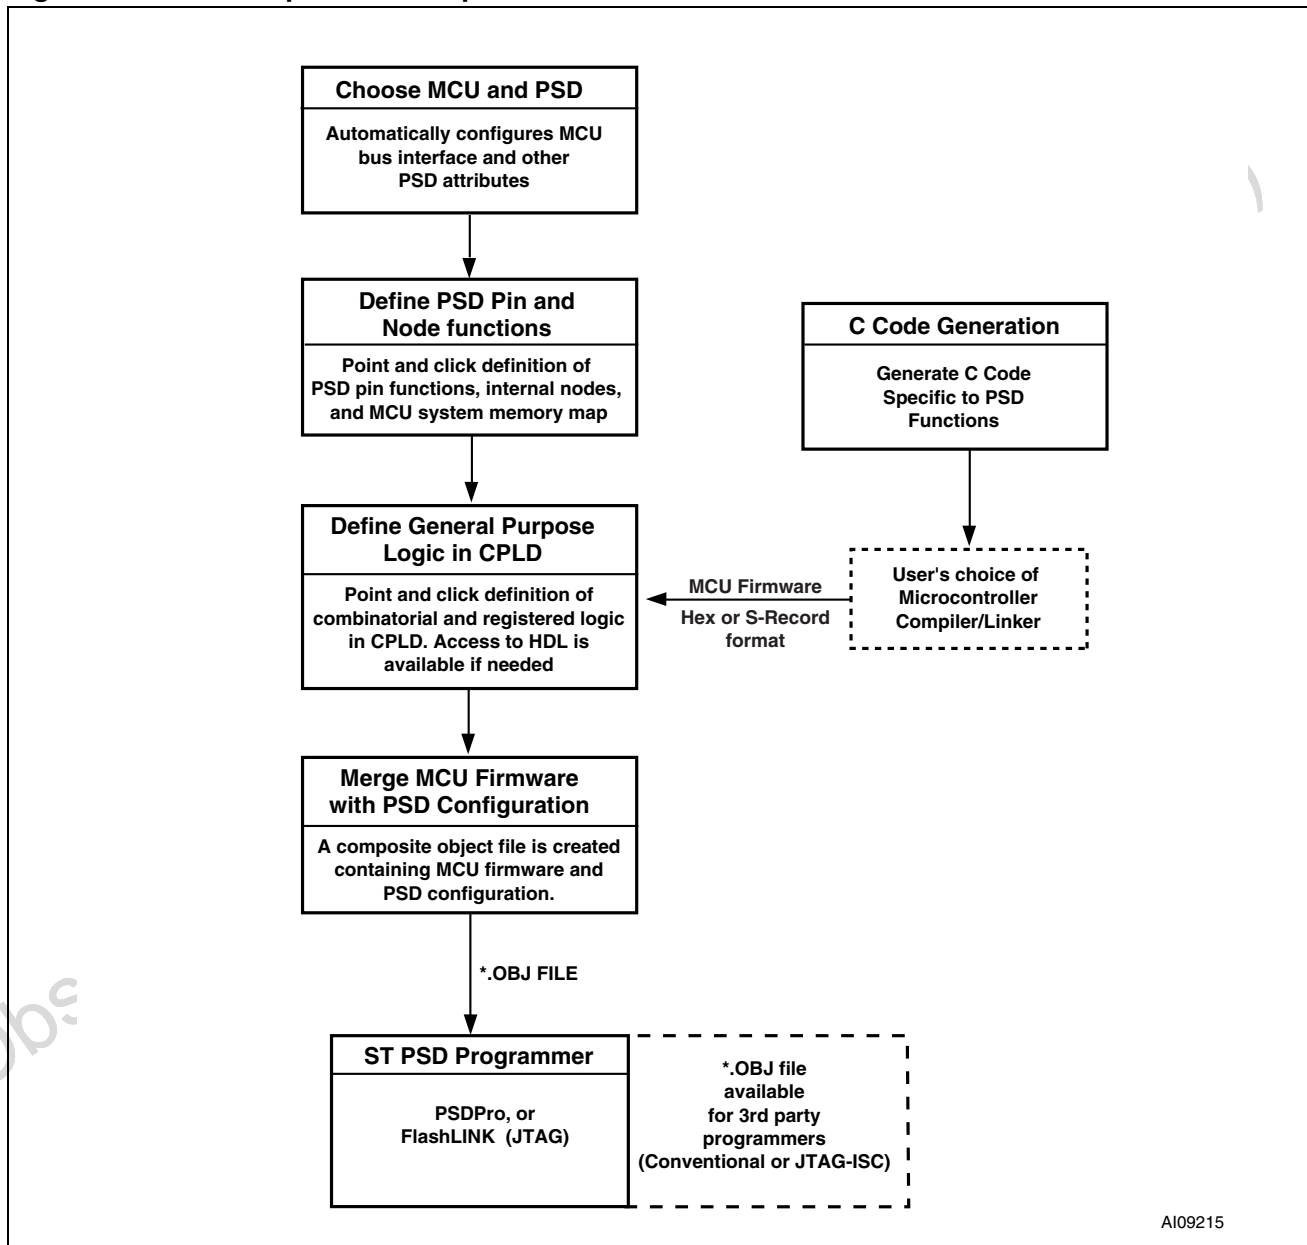 Choose MCU and PSD
Automatically configures MCU
bus interface and other
PSD attributes
Define PSD Pin and
Node functions
Point and click definition of
PSD pin functions, internal nodes,
and MCU system memory map
C Code Generation
Generate C Code
Specific to PSD
Functions
Define General Purpose
Logic in CPLD
Point and click definition of
combinatorial and registered logic
in CPLD. Access to HDL is
available if needed
MCU Firmware
Hex or S-Record
format
User's choice of
Microcontroller
Compiler/Linker
Merge MCU Firmware
with PSD Configuration
A composite object file is created
containing MCU firmware and
PSD configuration.
*.OBJ FILE
ST PSD Programmer
PSDPro, or
FlashLINK (JTAG)
*.OBJ file
available
for 3rd party
programmers
(Conventional or JTAG-ISC)
AI09215